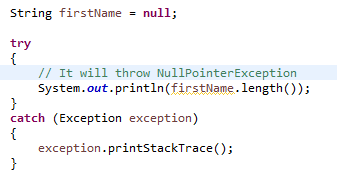 String firstName = null;
try
{
// It will throw NullPointerException
System.out.println(firstName.length());
}
catch (Exception exception)
{
exception.printStackTrace();
}